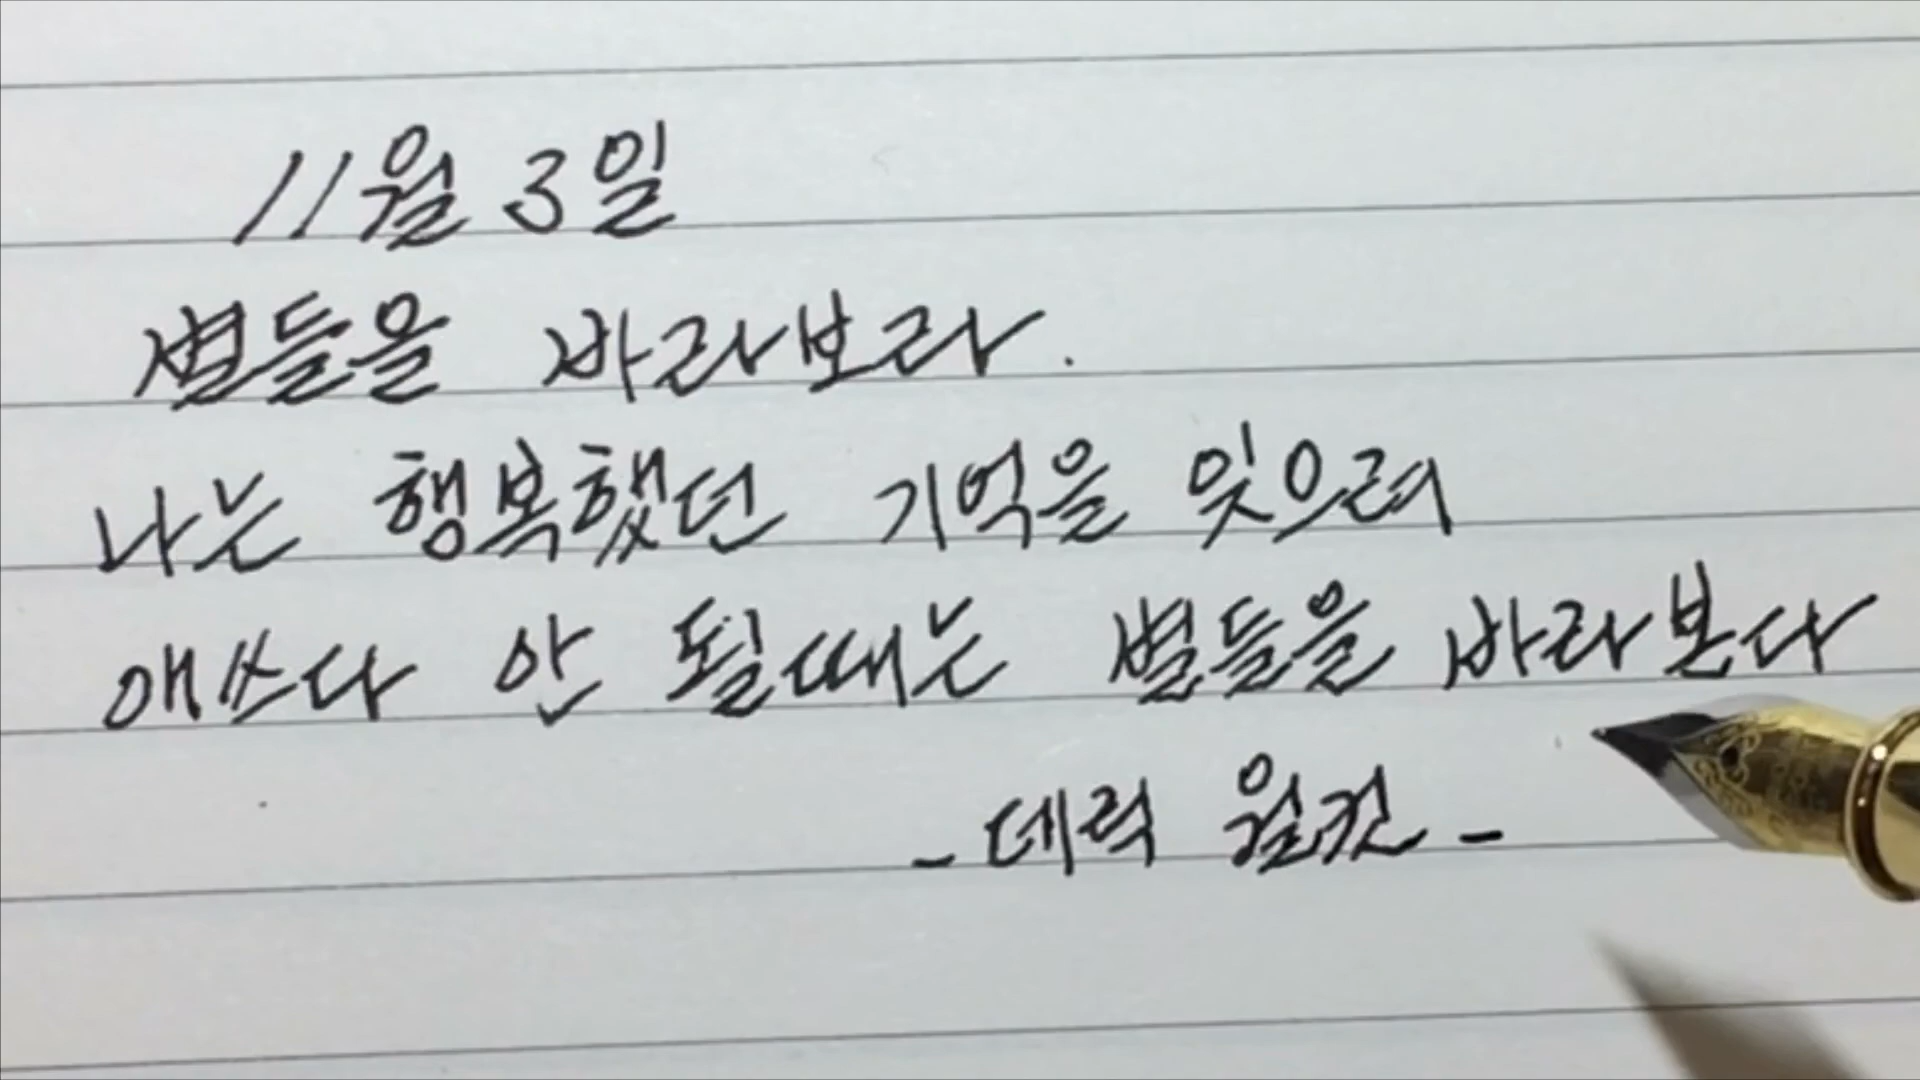 11월 3일
별들을 바라보라.
나는 행복했던 기억을 잊으려
애쓰다 안 될때는 별들을 바라본다
- 데릭 월컷 -